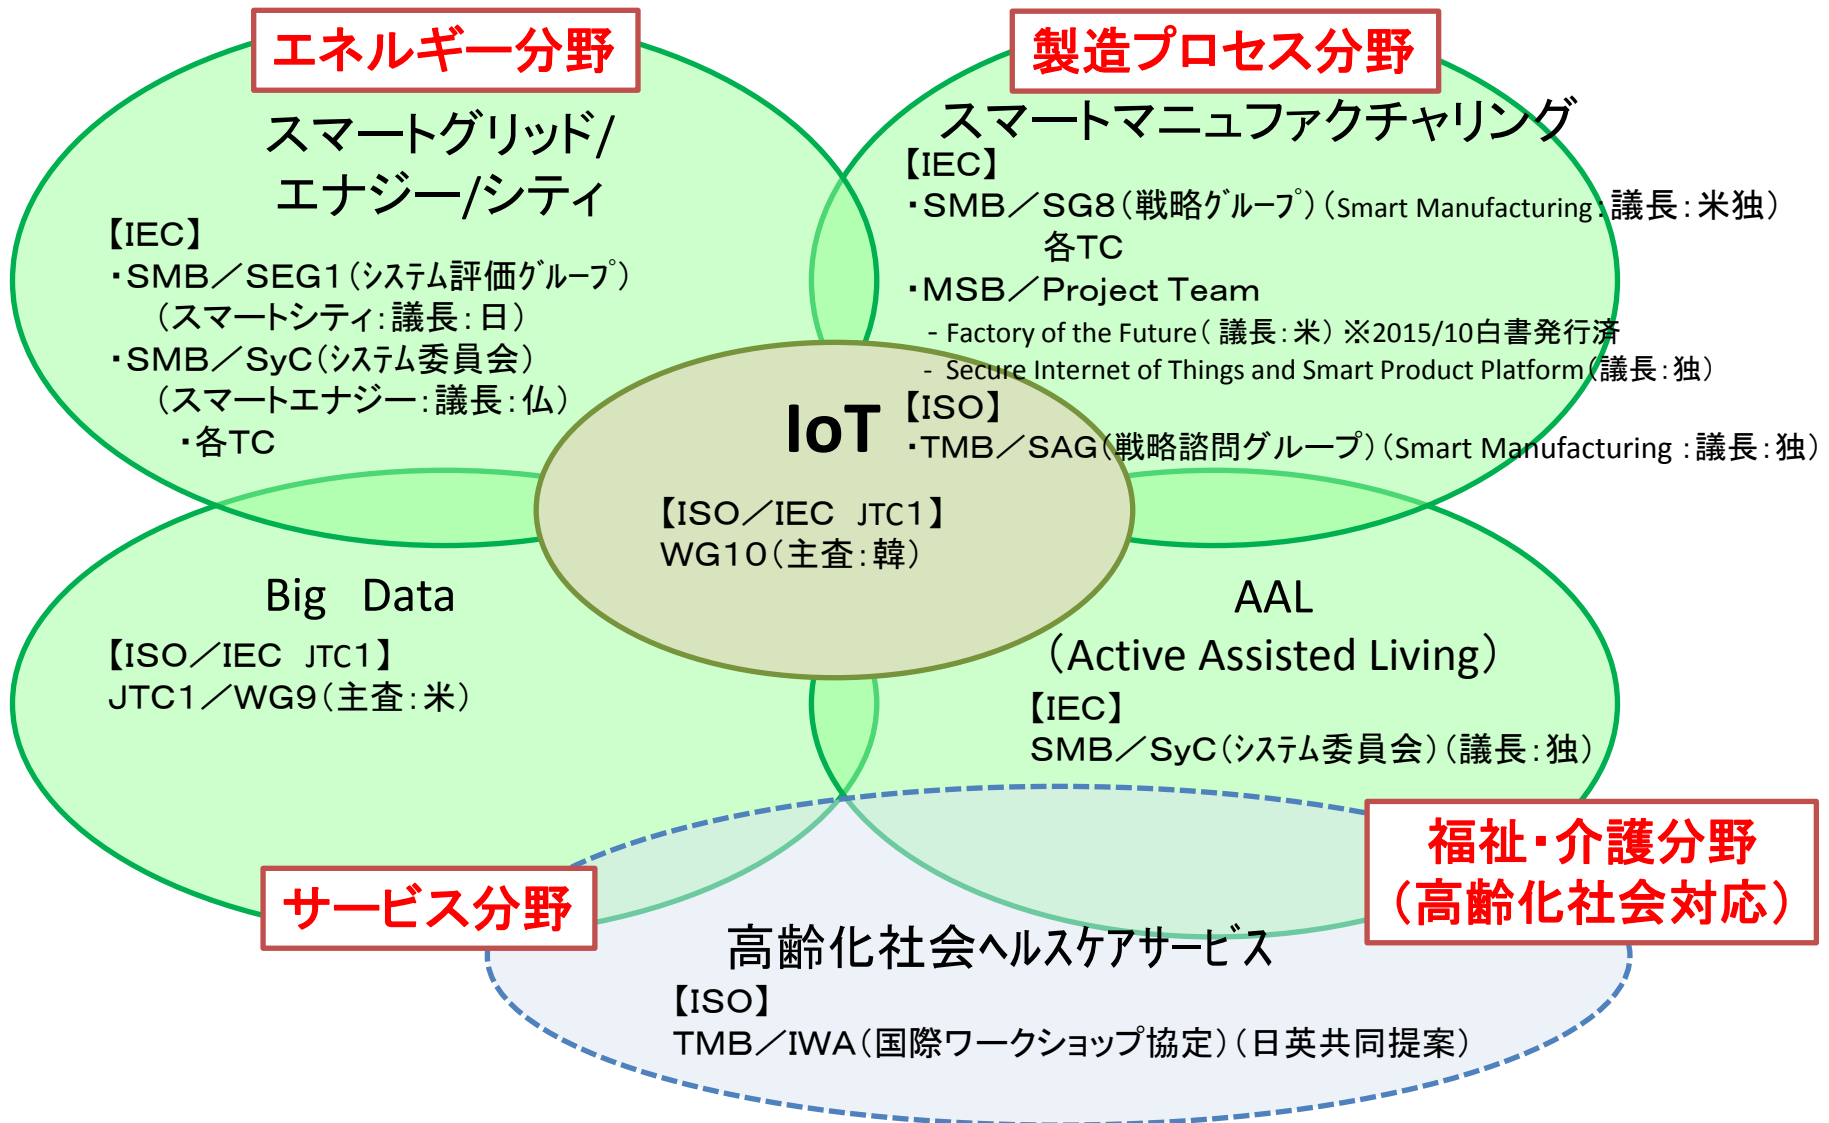 エネルギー分野
スマートグリッド/
エナジー/シティ
【IEC】
・SMB／SEG1(システム評価グループ)
(スマートシティ:議長:日)
・SMB／SyC(システム委員会)
(スマートエナジー:議長:仏)
・各TC
製造プロセス分野
スマートマニュファクチャリング
【IEC】
・SMB／SG8(戦略グループ)(Smart Manufacturing:議長:米独)
各TC
・MSB／Project Team
- Factory of the Future( 議長:米) ※2015/10白書発行済
- Secure Internet of Things and Smart Product Platform(議長:独)
【ISO】
・TMB／SAG(戦略諮問グループ)(Smart Manufacturing :議長:独)
IoT
【ISO／IEC JTC1】
WG10(主査:韓)
Big Data
【ISO／IEC JTC1】
JTC1／WG9(主査:米)
サービス分野
AAL
(Active Assisted Living)
【IEC】
SMB／SyC(システム委員会)(議長:独)
福祉・介護分野
(高齢化社会対応)
高齢化社会ヘルスケアサービス
【ISO】
TMB／IWA(国際ワークショップ協定)(日英共同提案)